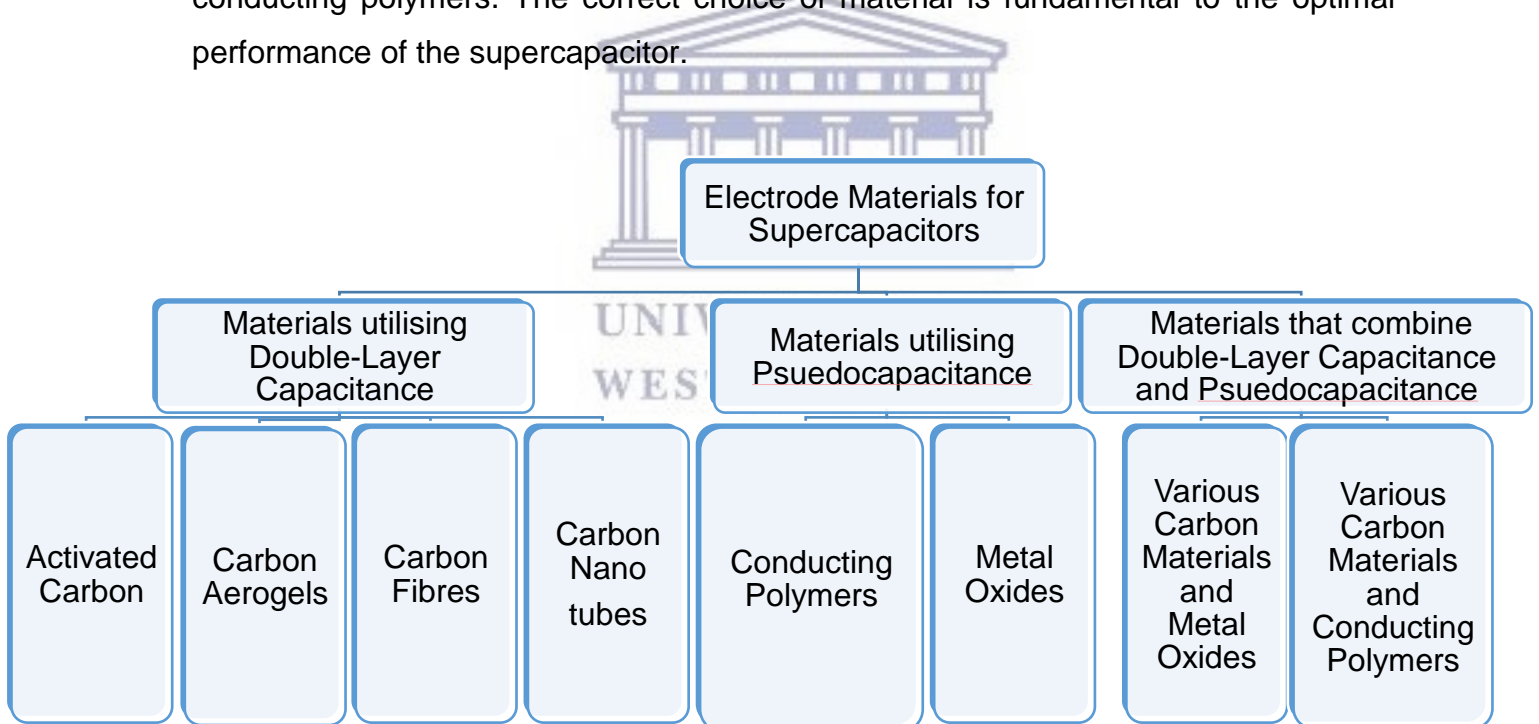 conducting polymers. The correct choice of material is fundamental to the optimal
performance of the supercapacitor.
Electrode Materials for
Supercapacitors
UNIV
WES
Materials utilising
Double-Layer
Capacitance
Materials utilising
Psuedocapacitance
Materials that combine
Double-Layer Capacitance
and Psuedocapacitance
Activated
Carbon
Carbon
Aerogels
Carbon
Fibres
Carbon
Nano
tubes
Conducting
Polymers
Metal
Oxides
Various
Carbon
Materials
and
Metal
Oxides
Various
Carbon
Materials
and
Conducting
Polymers